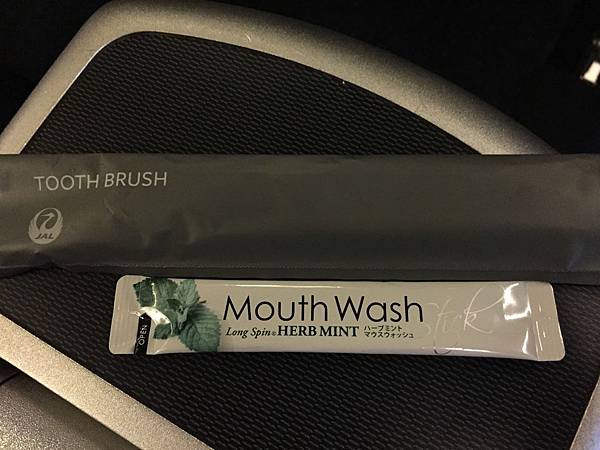 TOOTH BRUSH
JAL
Mouth Wash
Stick
Long Spin® HERB MINT
ハーブミント
マウスウォッシュ
OPEN